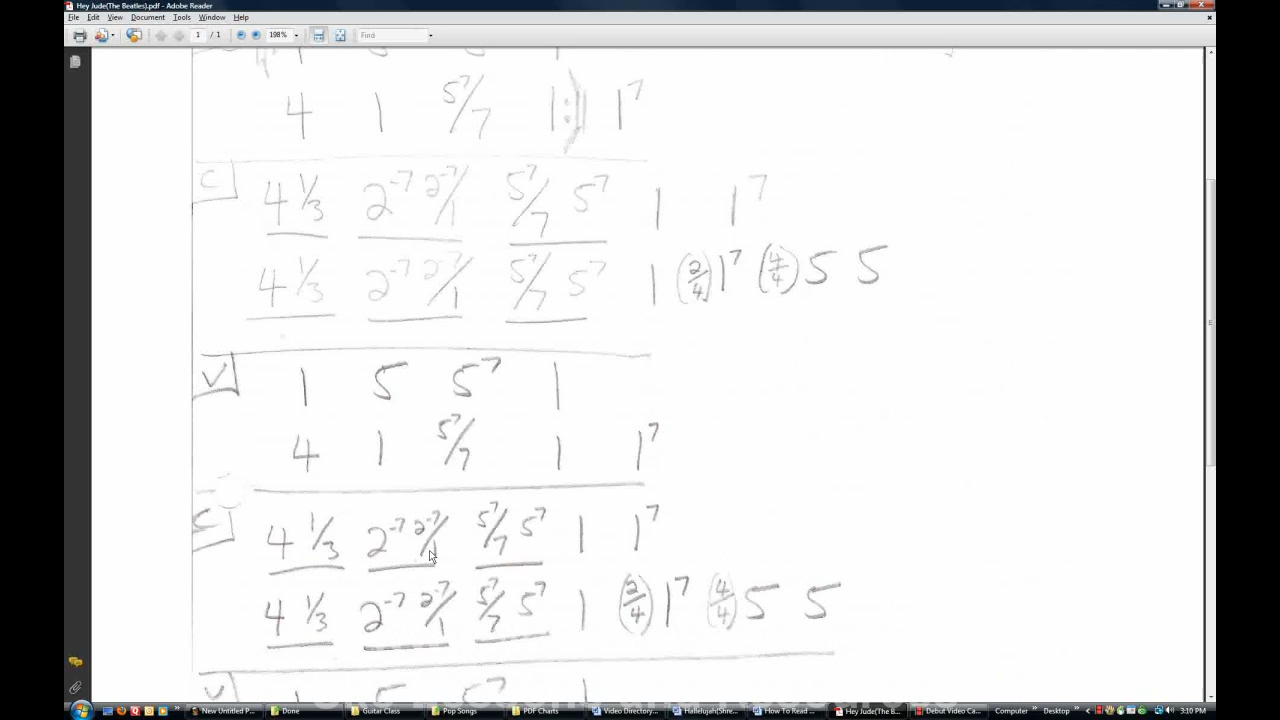 Hey Jude(The Beatles).pdf - Adobe Reader
File Edit View Document Tools Window Help
1 / 1 198% Find
4 1 5⁷/7 1:‖ 1⁷
C 4 1/3 2⁻⁷ 2⁻⁷/1 5⁷/7 5⁷ 1 1⁷
4 1/3 2⁻⁷ 2⁻⁷/1 5⁷/7 5⁷ 1 (2/4) 1⁷ (4/4) 5 5
V 1 5 5⁷ 1
4 1 5⁷/7 1 1⁷
C 4 1/3 2⁻⁷ 2⁻⁷/1 5⁷/7 5⁷ 1 1⁷
4 1/3 2⁻⁷ 2⁻⁷/1 5⁷/7 5⁷ 1 (2/4) 1⁷ (4/4) 5 5
V 1 5 5⁷ 1
New Untitled P... Done Guitar Class Pop Songs PDF Charts Video Directory... Hallelujah(Shre... How To Read ... Hey Jude(The B... Debut Video Ca... Computer Desktop 3:10 PM